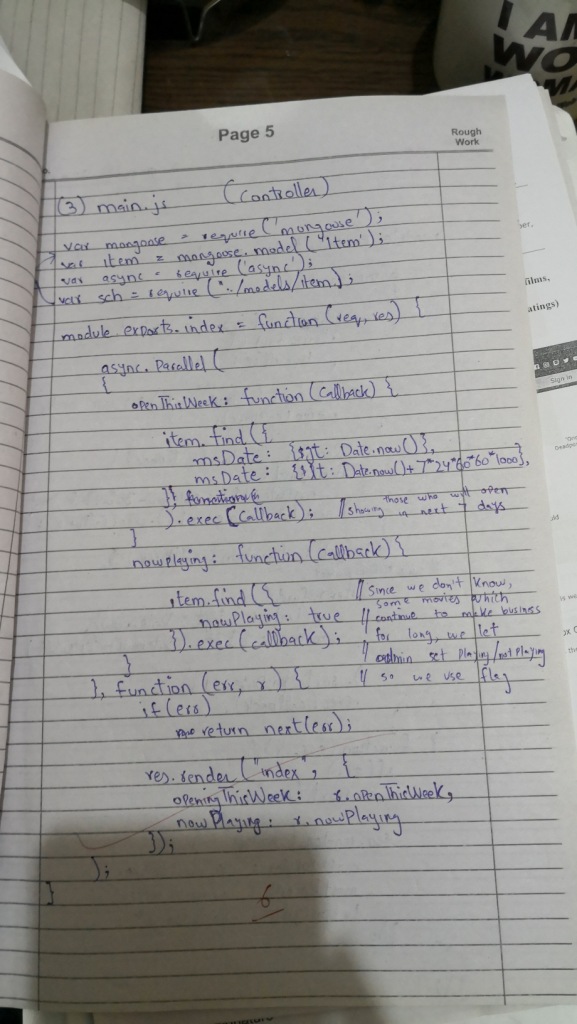 I AM
WO
WOMA
Page 5
Rough
Work
(3) main.js (Controller)
var mongoose = require('mongoose');
var item = mongoose.model("Item');
var async = require('async');
var sch = require("../models/item);
module exports.index = function(req, res) {
async.Parallel(
{
openThisWeek: function(Callback) {
item.find({
msDate: {$gt: Date.now()},
msDate: {$lt: Date.now()+ 7*24*60*60*1000},
}).exec(Callback); //those who will open
showing in next 7 days
}
nowplaying: function(Callback){
item.find({ // Since we don't know,
some movies which
nowPlaying: true // continue to make business
}).exec(callback); // for long, we let
} // admin set Playing/not Playing
}, function(err, r) { // so we use flag
if(err)
return next(err);
res.render("index", {
openingThisWeek: r.openThisWeek,
nowPlaying: r.nowPlaying
});
);
}
6
films,
atings)
Sign in